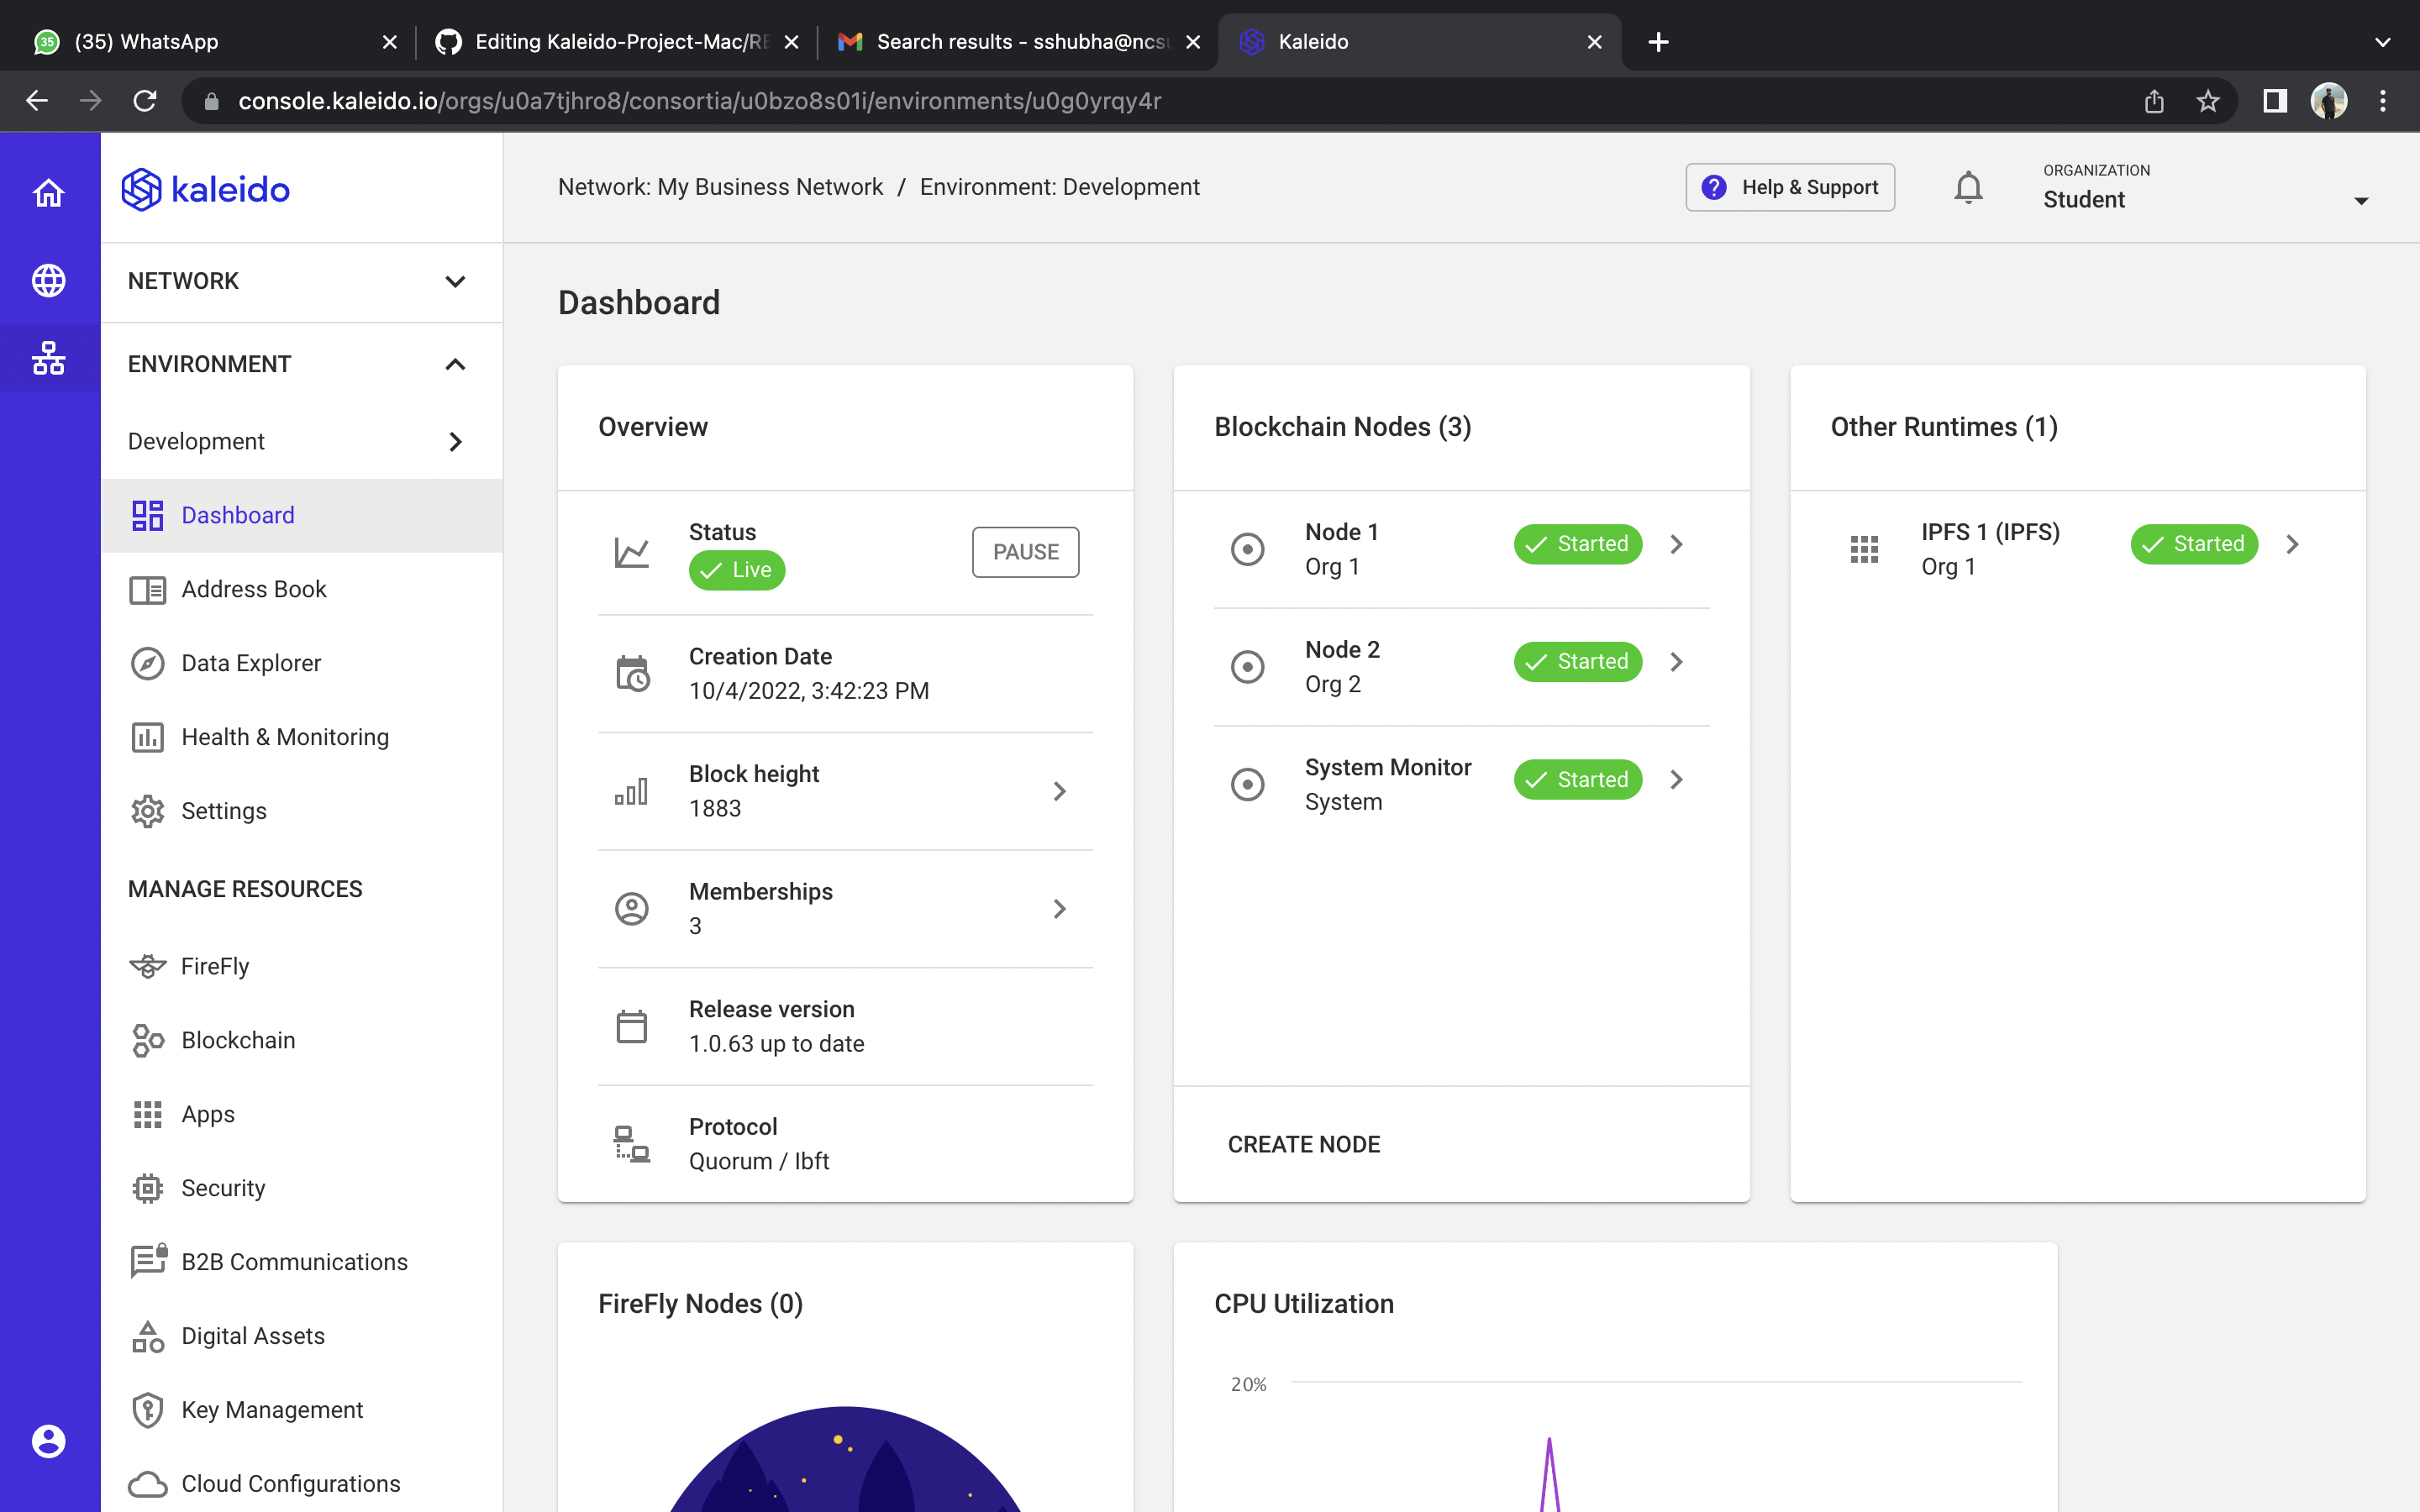 35
(35) WhatsApp
Editing Kaleido-Project-Mac/RE
Search results - sshubha@ncsu
Kaleido
console.kaleido.io/orgs/u0a7tjhro8/consortia/u0bzo8s01i/environments/u0g0yrqy4r
kaleido
NETWORK
ENVIRONMENT
Development
Dashboard
Address Book
Data Explorer
Health & Monitoring
Settings
MANAGE RESOURCES
FireFly
Blockchain
Apps
Security
B2B Communications
Digital Assets
Key Management
Cloud Configurations
Network: My Business Network / Environment: Development
? Help & Support
ORGANIZATION
Student
Dashboard
Overview
Status
Live
PAUSE
Creation Date
10/4/2022, 3:42:23 PM
Block height
1883
Memberships
3
Release version
1.0.63 up to date
Protocol
Quorum / Ibft
Blockchain Nodes (3)
Node 1
Org 1
Started
Node 2
Org 2
Started
System Monitor
System
Started
CREATE NODE
Other Runtimes (1)
IPFS 1 (IPFS)
Org 1
Started
FireFly Nodes (0)
CPU Utilization
20%